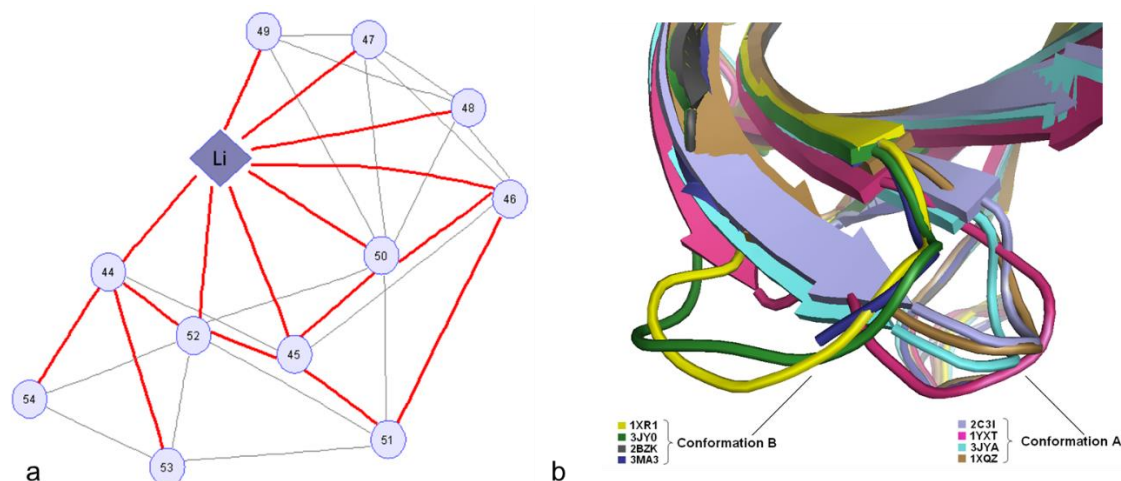 49
47
48
Li
46
50
44
52
45
54
51
53
a
b
1XR1
3JY0
2BZK
3MA3
Conformation B
2C3I
1YXT
3JYA
1XQZ
Conformation A